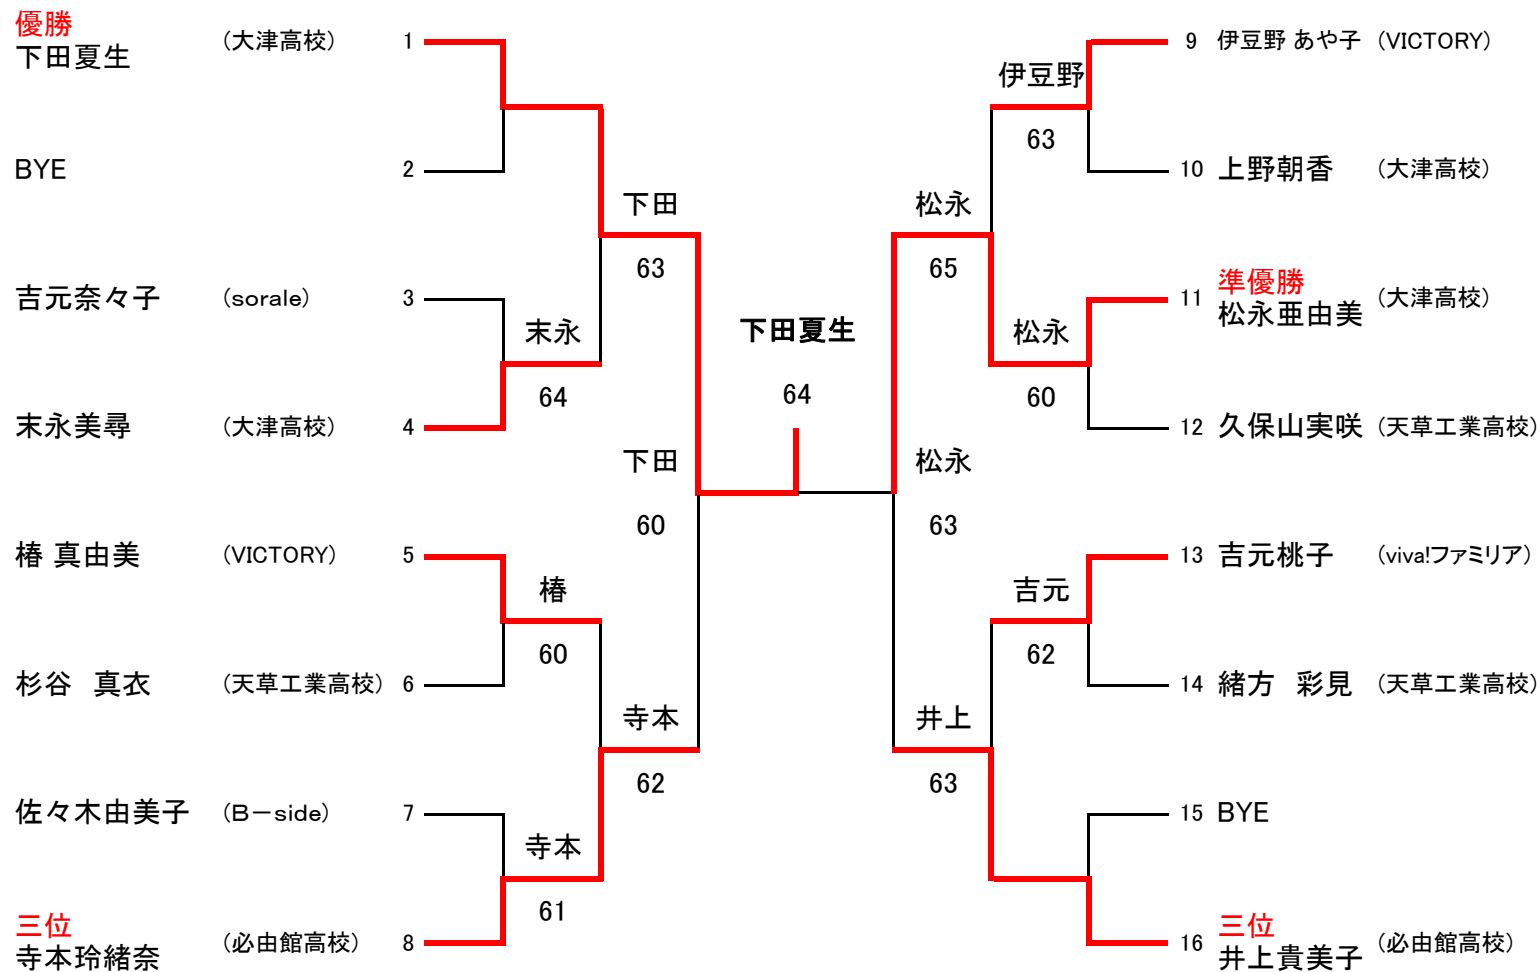 優勝
下田夏生 (大津高校) 1
BYE 2
吉元奈々子 (sorale) 3
末永美尋 (大津高校) 4
椿 真由美 (VICTORY) 5
杉谷　真衣 (天草工業高校) 6
佐々木由美子 (B－side) 7
三位
寺本玲緒奈 (必由館高校) 8
下田
63
末永
64
下田
60
椿
60
寺本
62
寺本
61
下田夏生
64
伊豆野
63
松永
65
松永
60
松永
63
吉元
62
井上
63
9 伊豆野 あや子 (VICTORY)
10 上野朝香 (大津高校)
準優勝
11 松永亜由美 (大津高校)
12 久保山実咲 (天草工業高校)
13 吉元桃子 (viva!ファミリア)
14 緒方　彩見 (天草工業高校)
15 BYE
三位
16 井上貴美子 (必由館高校)